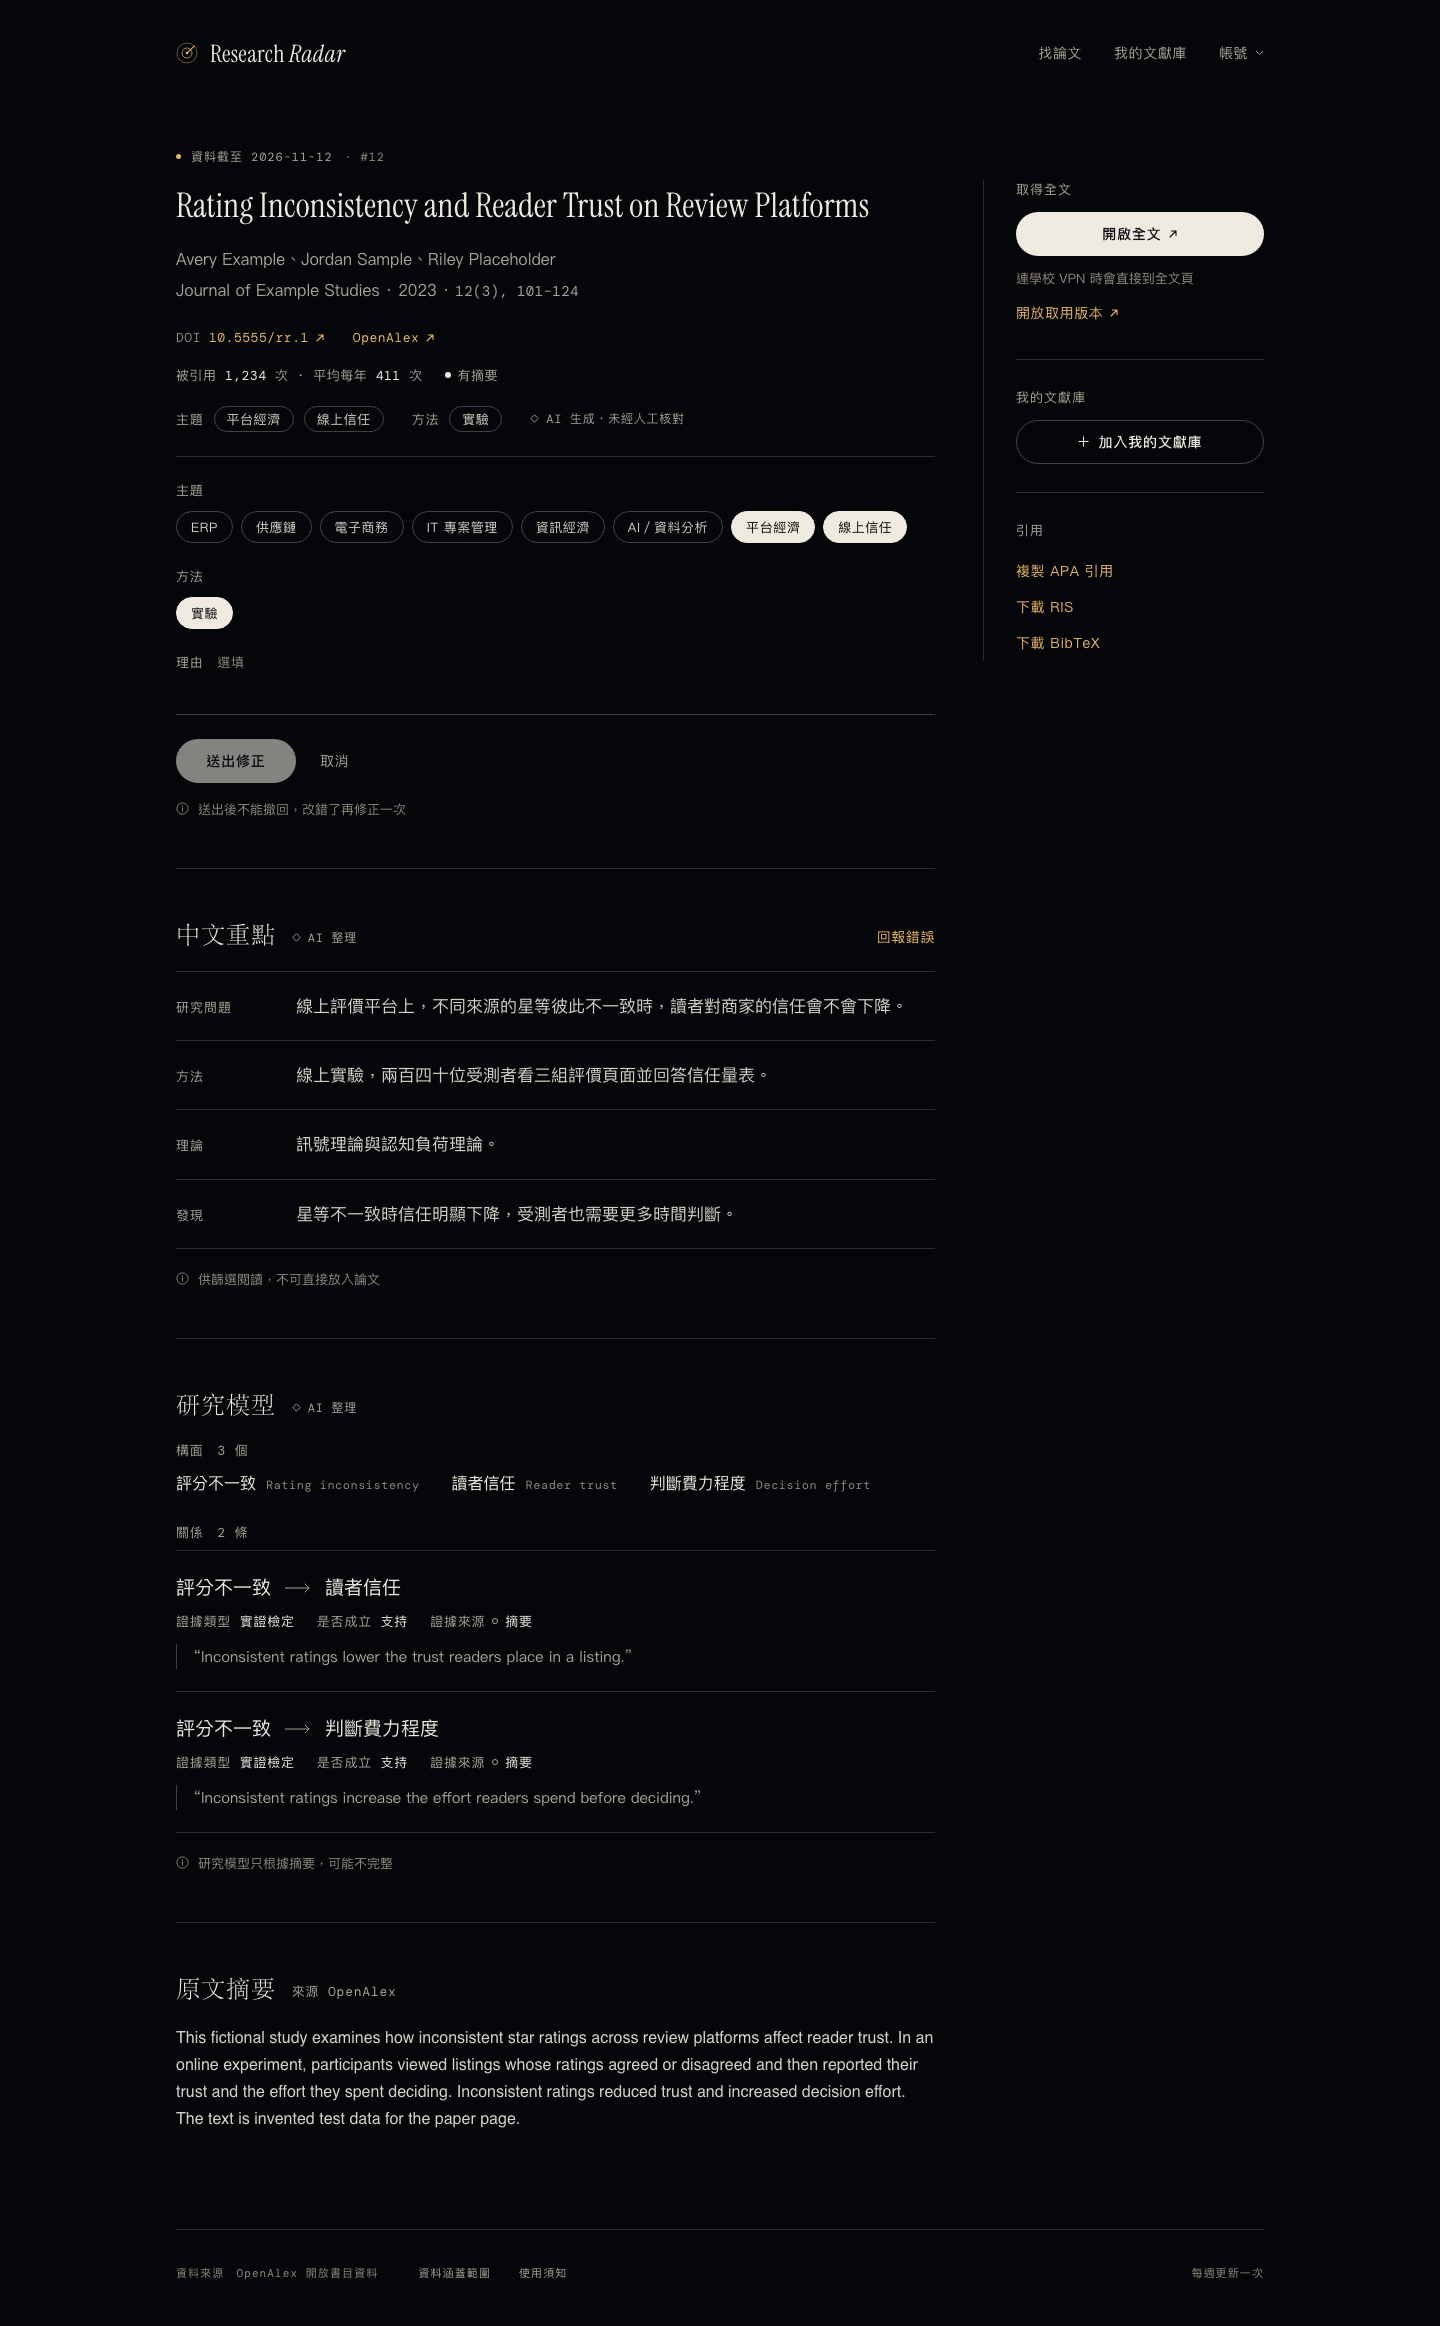 Research Radar
找論文 我的文獻庫 帳號
資料截至 2026-11-12 · #12
Rating Inconsistency and Reader Trust on Review Platforms
Avery Example、Jordan Sample、Riley Placeholder
Journal of Example Studies · 2023 · 12(3), 101-124
DOI 10.5555/rr.1 ↗ OpenAlex ↗
被引用 1,234 次 · 平均每年 411 次 有摘要
主題 平台經濟 線上信任 方法 實驗 ◇ AI 生成・未經人工核對
主題
ERP 供應鏈 電子商務 IT 專案管理 資訊經濟 AI / 資料分析 平台經濟 線上信任
方法
實驗
理由 選填
送出修正 取消
送出後不能撤回，改錯了再修正一次
取得全文
開啟全文 ↗
連學校 VPN 時會直接到全文頁
開放取用版本 ↗
我的文獻庫
＋ 加入我的文獻庫
引用
複製 APA 引用
下載 RIS
下載 BibTeX
中文重點 ◇ AI 整理 回報錯誤
研究問題 線上評價平台上，不同來源的星等彼此不一致時，讀者對商家的信任會不會下降。
方法 線上實驗，兩百四十位受測者看三組評價頁面並回答信任量表。
理論 訊號理論與認知負荷理論。
發現 星等不一致時信任明顯下降，受測者也需要更多時間判斷。
供篩選閱讀，不可直接放入論文
研究模型 ◇ AI 整理
構面 3 個
評分不一致 Rating inconsistency 讀者信任 Reader trust 判斷費力程度 Decision effort
關係 2 條
評分不一致 → 讀者信任
證據類型 實證檢定 是否成立 支持 證據來源 ○ 摘要
“Inconsistent ratings lower the trust readers place in a listing.”
評分不一致 → 判斷費力程度
證據類型 實證檢定 是否成立 支持 證據來源 ○ 摘要
“Inconsistent ratings increase the effort readers spend before deciding.”
研究模型只根據摘要，可能不完整
原文摘要 來源 OpenAlex
This fictional study examines how inconsistent star ratings across review platforms affect reader trust. In an
online experiment, participants viewed listings whose ratings agreed or disagreed and then reported their
trust and the effort they spent deciding. Inconsistent ratings reduced trust and increased decision effort.
The text is invented test data for the paper page.
資料來源 OpenAlex 開放書目資料 資料涵蓋範圍 使用須知 每週更新一次